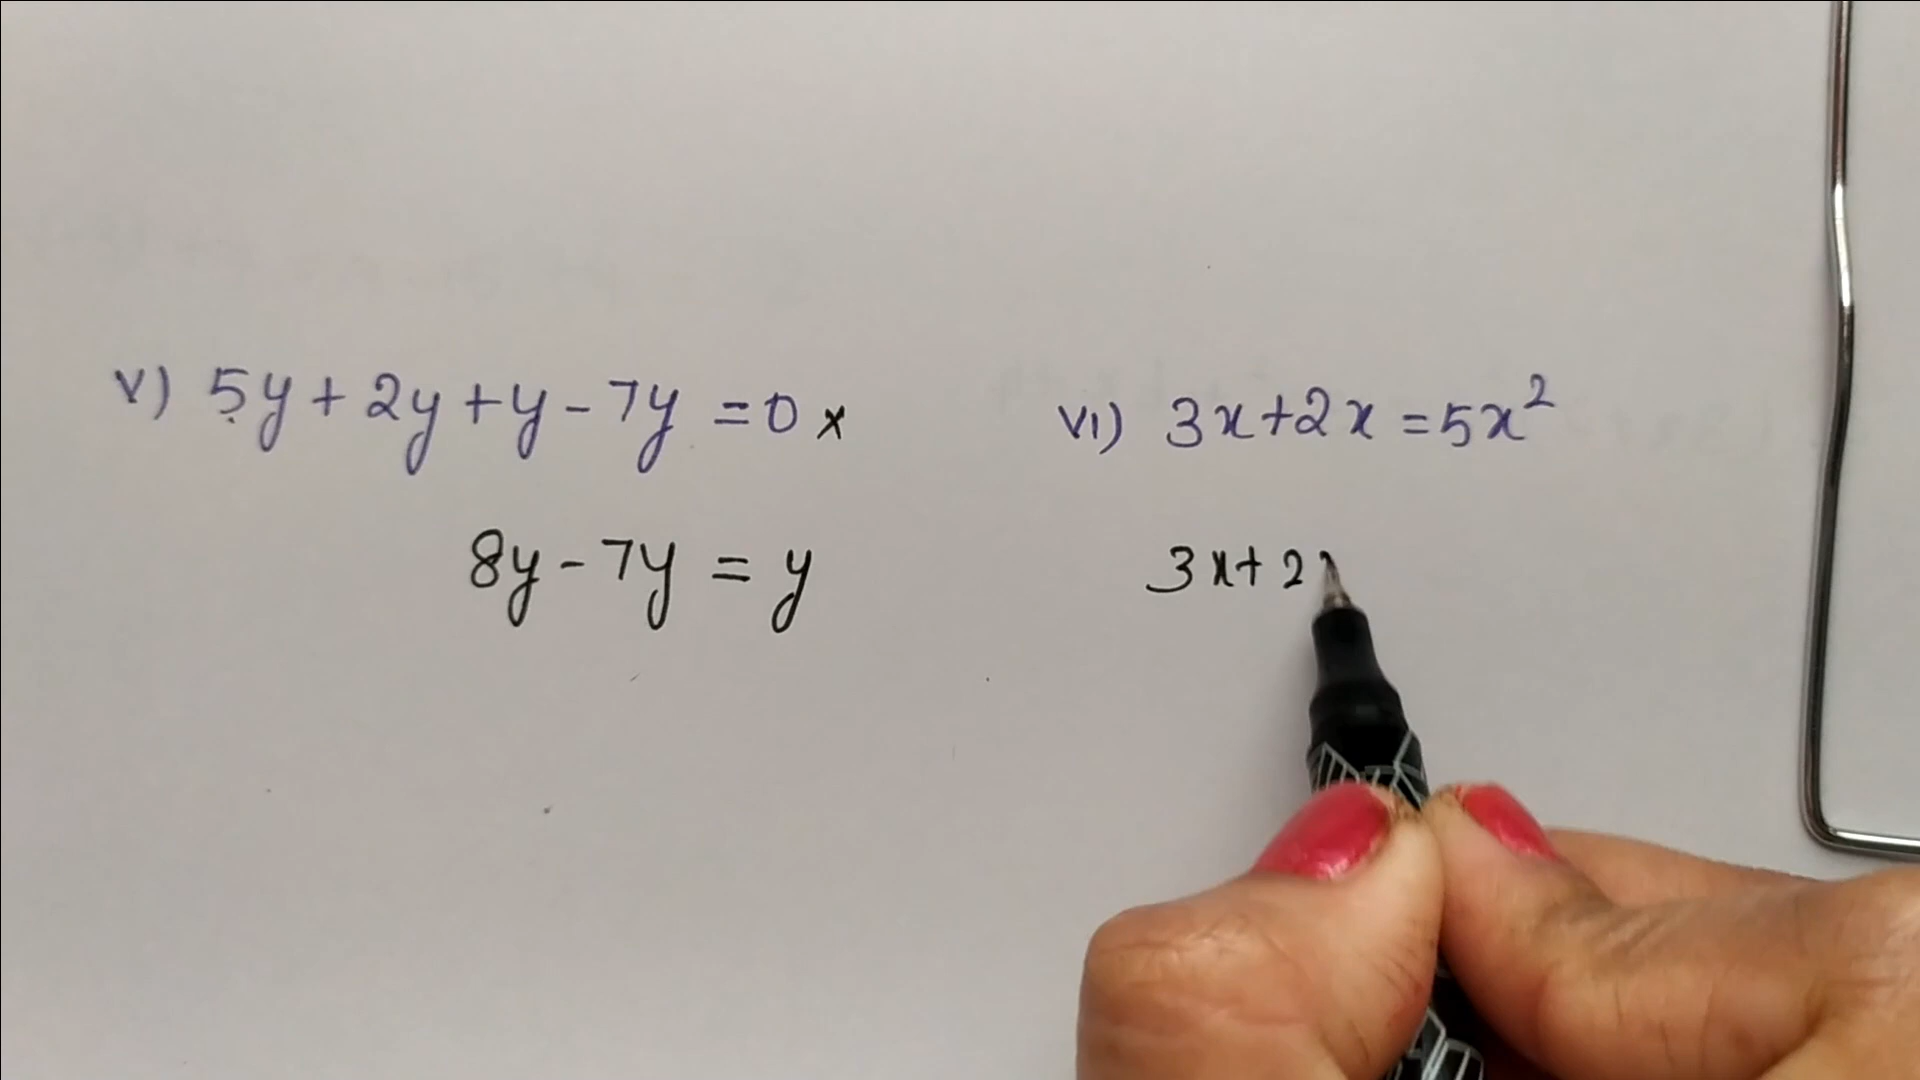 v) 5y + 2y + y - 7y = 0 x
8y - 7y = y
vi) 3x + 2x = 5x²
3x + 2